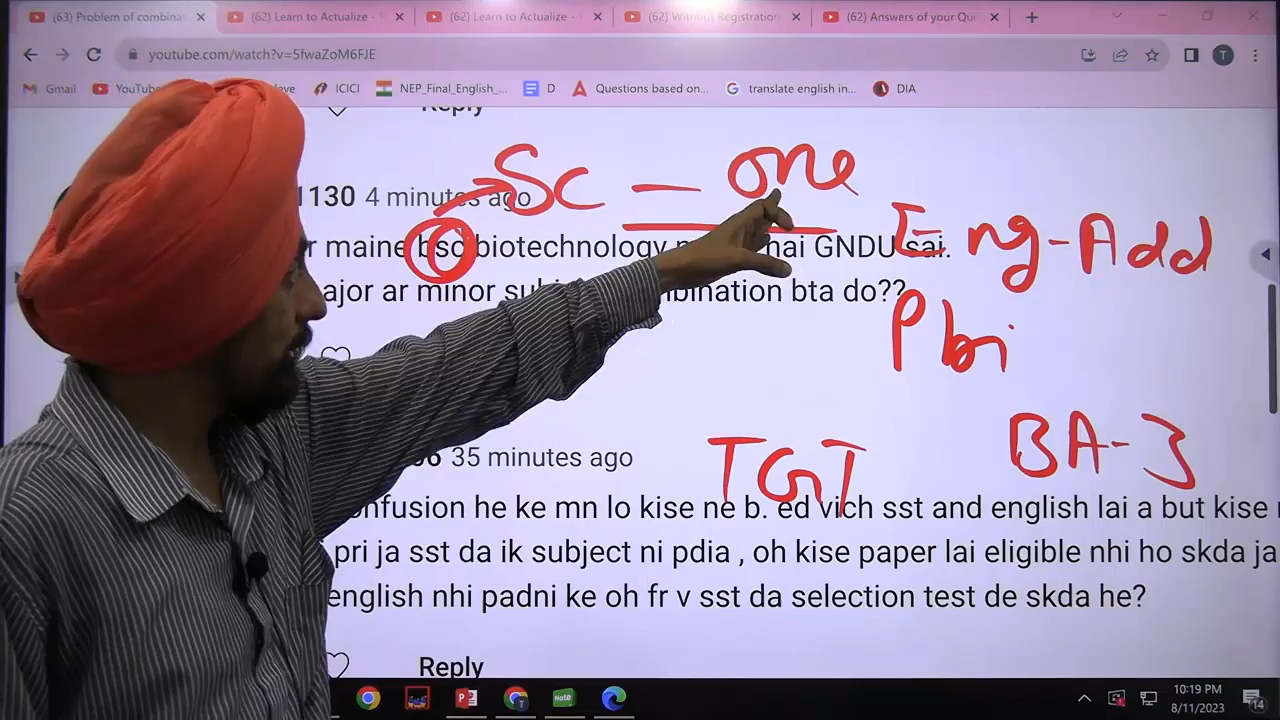 (63) Problem of combinat
(62) Learn to Actualize -
(62) Learn to Actualize -
(62) Without Registration
(62) Answers of your Que
youtube.com/watch?v=5fwaZoM6FJE
T
Gmail
YouTube
ICICI
NEP_Final_English_...
D
Questions based on...
translate english in...
DIA
Reply
1130 4 minutes ago
Sc - one
r maine bsc biotechnology hai GNDU sai.
Eng-Add
ajor ar minor bination bta do??
Pbi
BA-3
35 minutes ago
TGT
onfusion he ke mn lo kise ne b. ed vich sst and english lai a but kise
pri ja sst da ik subject ni pdia , oh kise paper lai eligible nhi ho skda ja
english nhi padni ke oh fr v sst da selection test de skda he?
Reply
10:19 PM
8/11/2023
14